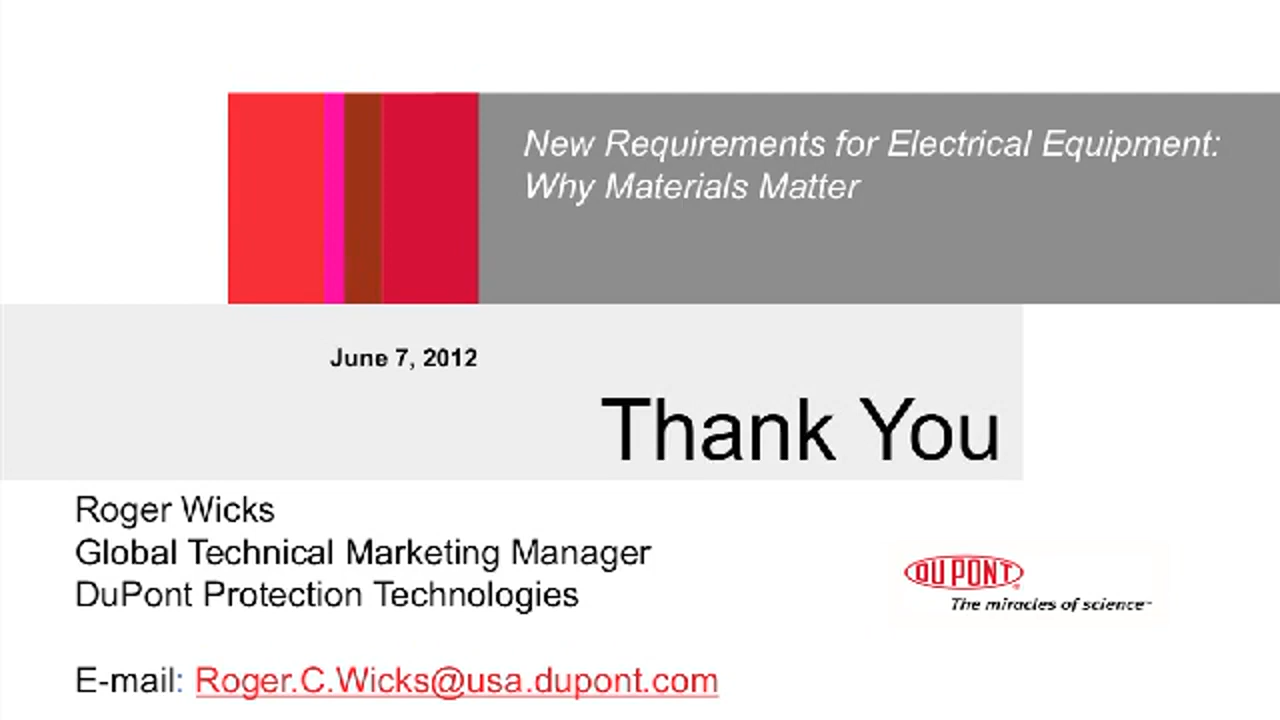 New Requirements for Electrical Equipment:
Why Materials Matter
June 7, 2012
Thank You
Roger Wicks
Global Technical Marketing Manager
DuPont Protection Technologies
E-mail: Roger.C.Wicks@usa.dupont.com
DUPONT®
The miracles of science™